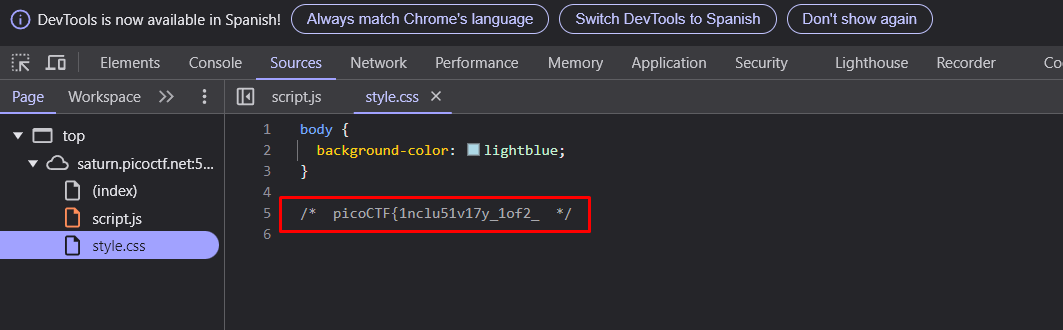 DevTools is now available in Spanish! Always match Chrome's language Switch DevTools to Spanish Don't show again
Elements Console Sources Network Performance Memory Application Security Lighthouse Recorder Co
Page Workspace script.js style.css
top
saturn.picoctf.net:5...
(index)
script.js
style.css
1 body {
2 background-color: lightblue;
3 }
4
5 /* picoCTF{1nclu51v17y_1of2_ */
6